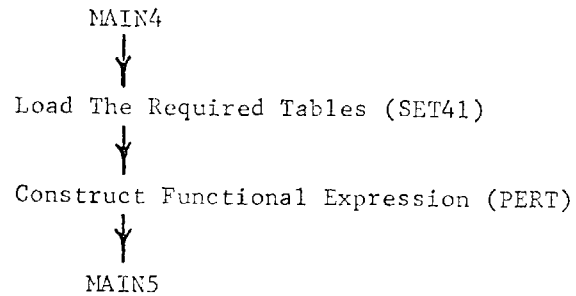 MAIN4
Load The Required Tables (SET41)
Construct Functional Expression (PERT)
MAIN5